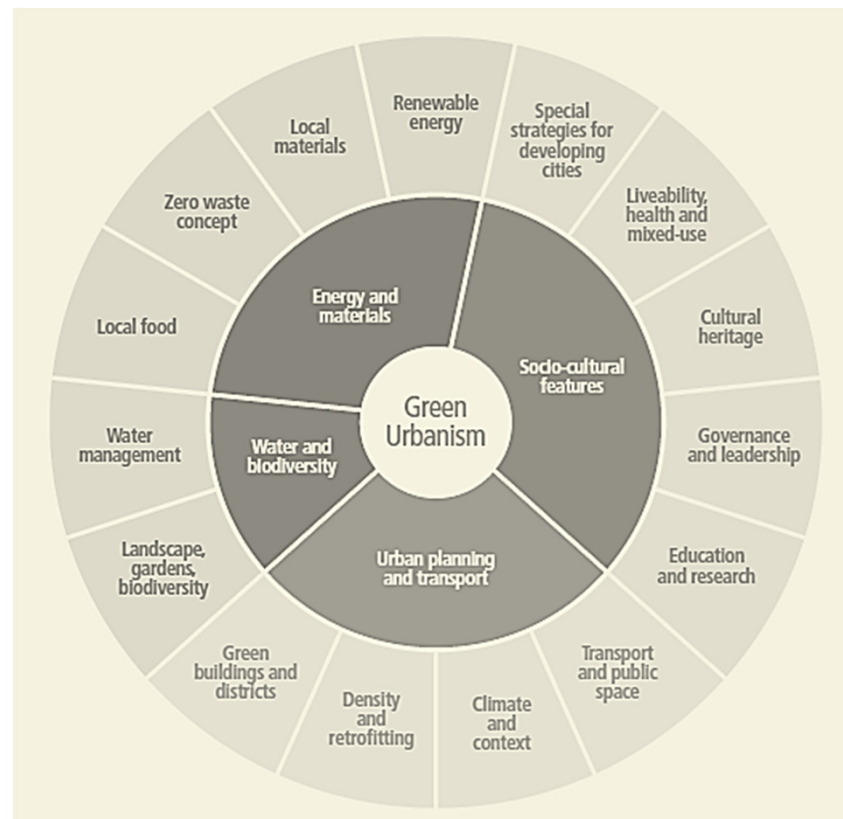 Green
Urbanism
Energy and
materials
Socio-cultural
features
Urban planning
and transport
Water and
biodiversity
Renewable
energy
Special
strategies for
developing
cities
Liveability,
health and
mixed-use
Cultural
heritage
Governance
and leadership
Education
and research
Transport
and public
space
Climate
and
context
Density
and
retrofitting
Green
buildings and
districts
Landscape,
gardens,
biodiversity
Water
management
Local food
Zero waste
concept
Local
materials